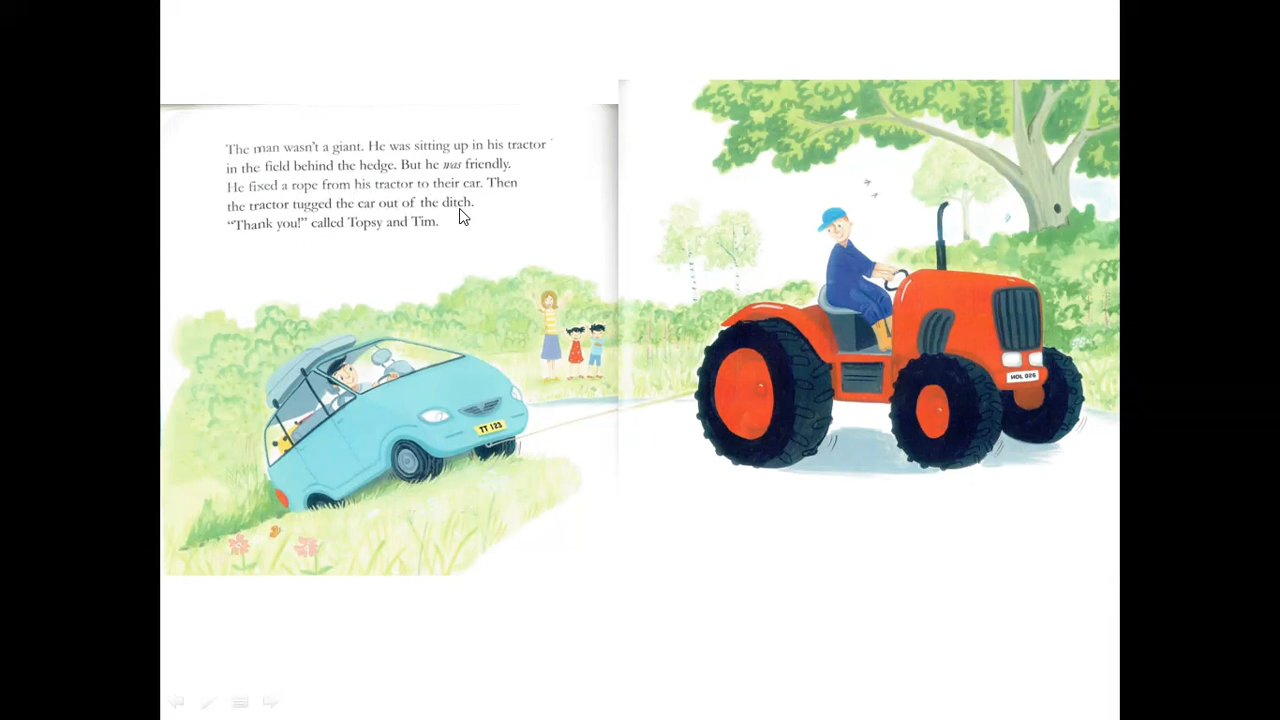 The man wasn't a giant. He was sitting up in his tractor
in the field behind the hedge. But he was friendly.
He fixed a rope from his tractor to their car. Then
the tractor tugged the car out of the ditch.
“Thank you!” called Topsy and Tim.
TT 123
HOL 026